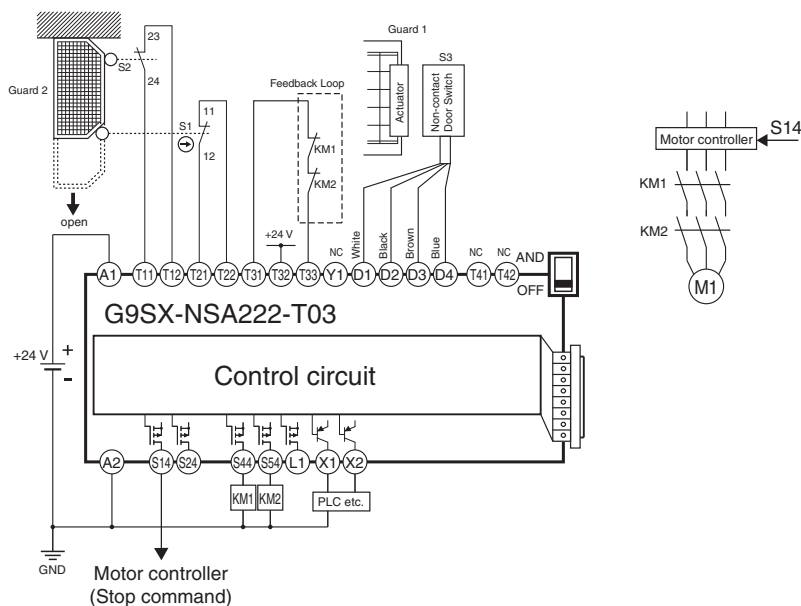 Guard 1
S3
Guard 2
23
S2
24
11
S1
12
Feedback Loop
KM1
KM2
Actuator
Non-contact
Door Switch
S14
Motor controller
KM1
KM2
M1
open
+24 V
NC
White
Black
Brown
Blue
NC
NC
AND
A1
T11
T12
T21
T22
T31
T32
T33
Y1
D1
D2
D3
D4
T41
T42
OFF
G9SX-NSA222-T03
+24 V
+
-
Control circuit
A2
S14
S24
S44
S54
L1
X1
X2
KM1
KM2
PLC etc.
GND
Motor controller
(Stop command)